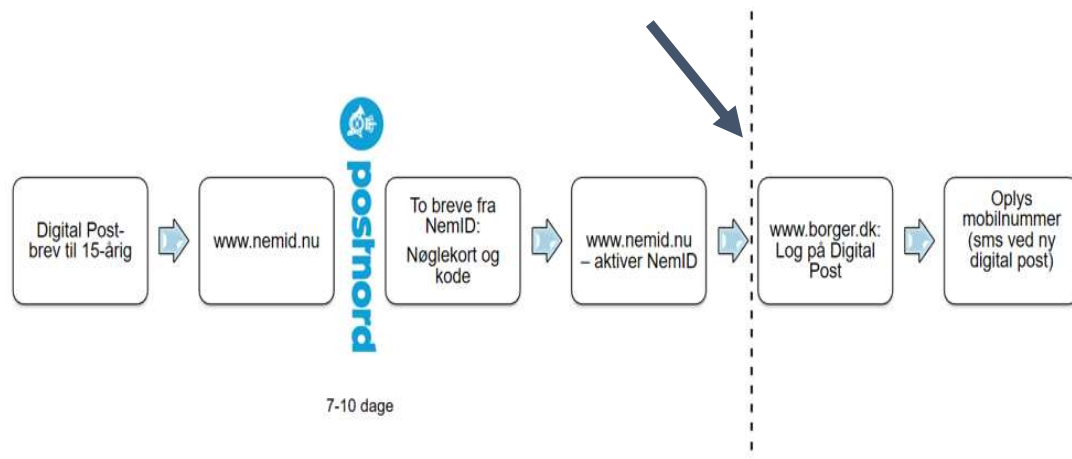 Digital Post-
brev til 15-årig
www.nemid.nu
postnord
7-10 dage
To breve fra
NemID:
Nøglekort og
kode
www.nemid.nu
– aktiver NemID
www.borger.dk:
Log på Digital
Post
Oplys
mobilnummer
(sms ved ny
digital post)